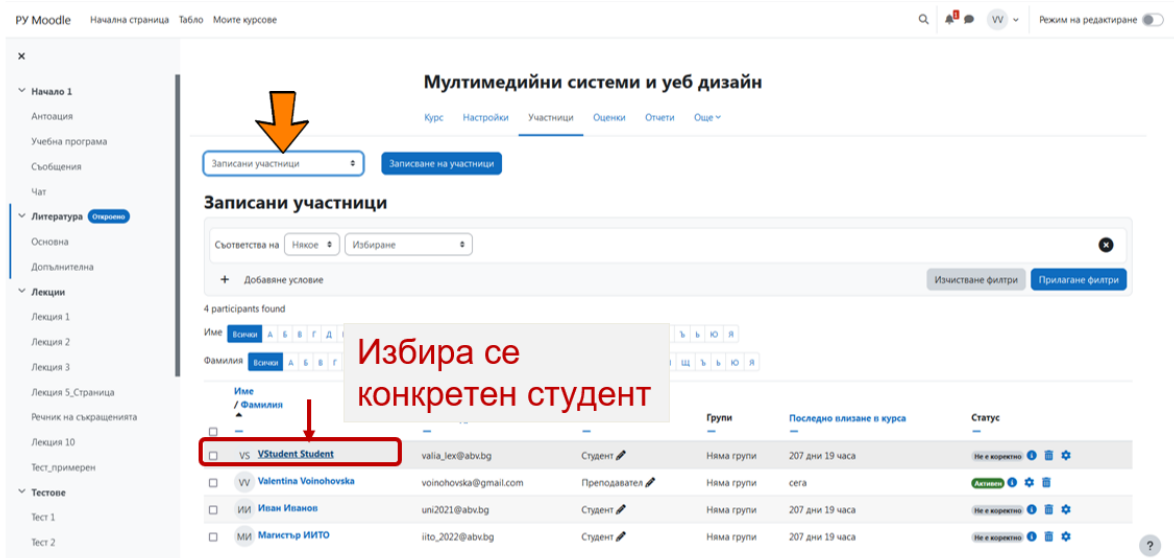 РУ Moodle Начална страница Табло Моите курсове 1 VV Режим на редактиране
Начало 1
Антоация
Учебна програма
Съобщения
Чат
Литература Откроено
Основна
Допълнителна
Лекции
Лекция 1
Лекция 2
Лекция 3
Лекция 5_Страница
Речник на съкращенията
Лекция 10
Тест_примерен
Тестове
Тест 1
Тест 2
Мултимедийни системи и уеб дизайн
Курс Настройки Участници Оценки Отчети Още
Записани участници Записване на участници
Записани участници
Съответства на Някое Избиране
+ Добавяне условие Изчистване филтри Прилагане филтри
4 participants found
Име Всички А Б В Г Д Ъ Ь Ю Я
Фамилия Всички А Б В Г Щ Ъ Ь Ю Я
Избира се
конкретен студент
Име
/ Фамилия
Групи Последно влизане в курса Статус
VS VStudent Student valia_lex@abv.bg Студент Няма групи 207 дни 19 часа Не е коректно
VV Valentina Voinohovska voinohovska@gmail.com Преподавател Няма групи сега Активен
ИИ Иван Иванов uni2021@abv.bg Студент Няма групи 207 дни 19 часа Не е коректно
МИ Магистър ИИТО iito_2022@abv.bg Студент Няма групи 207 дни 19 часа Не е коректно
?